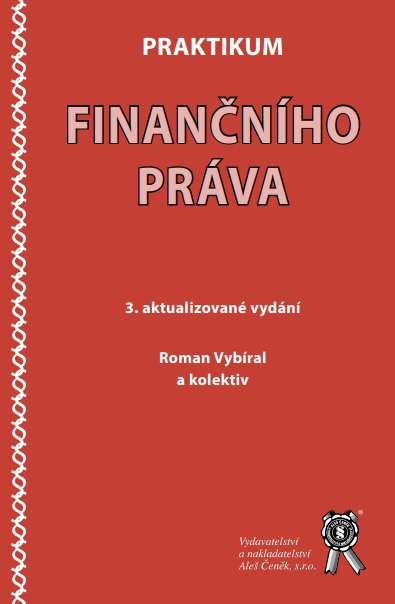 PRAKTIKUM
FINANČNÍHO
PRÁVA
3. aktualizované vydání
Roman Vybíral
a kolektiv
Vydavatelství
a nakladatelství
Aleš Čeněk, s.r.o.